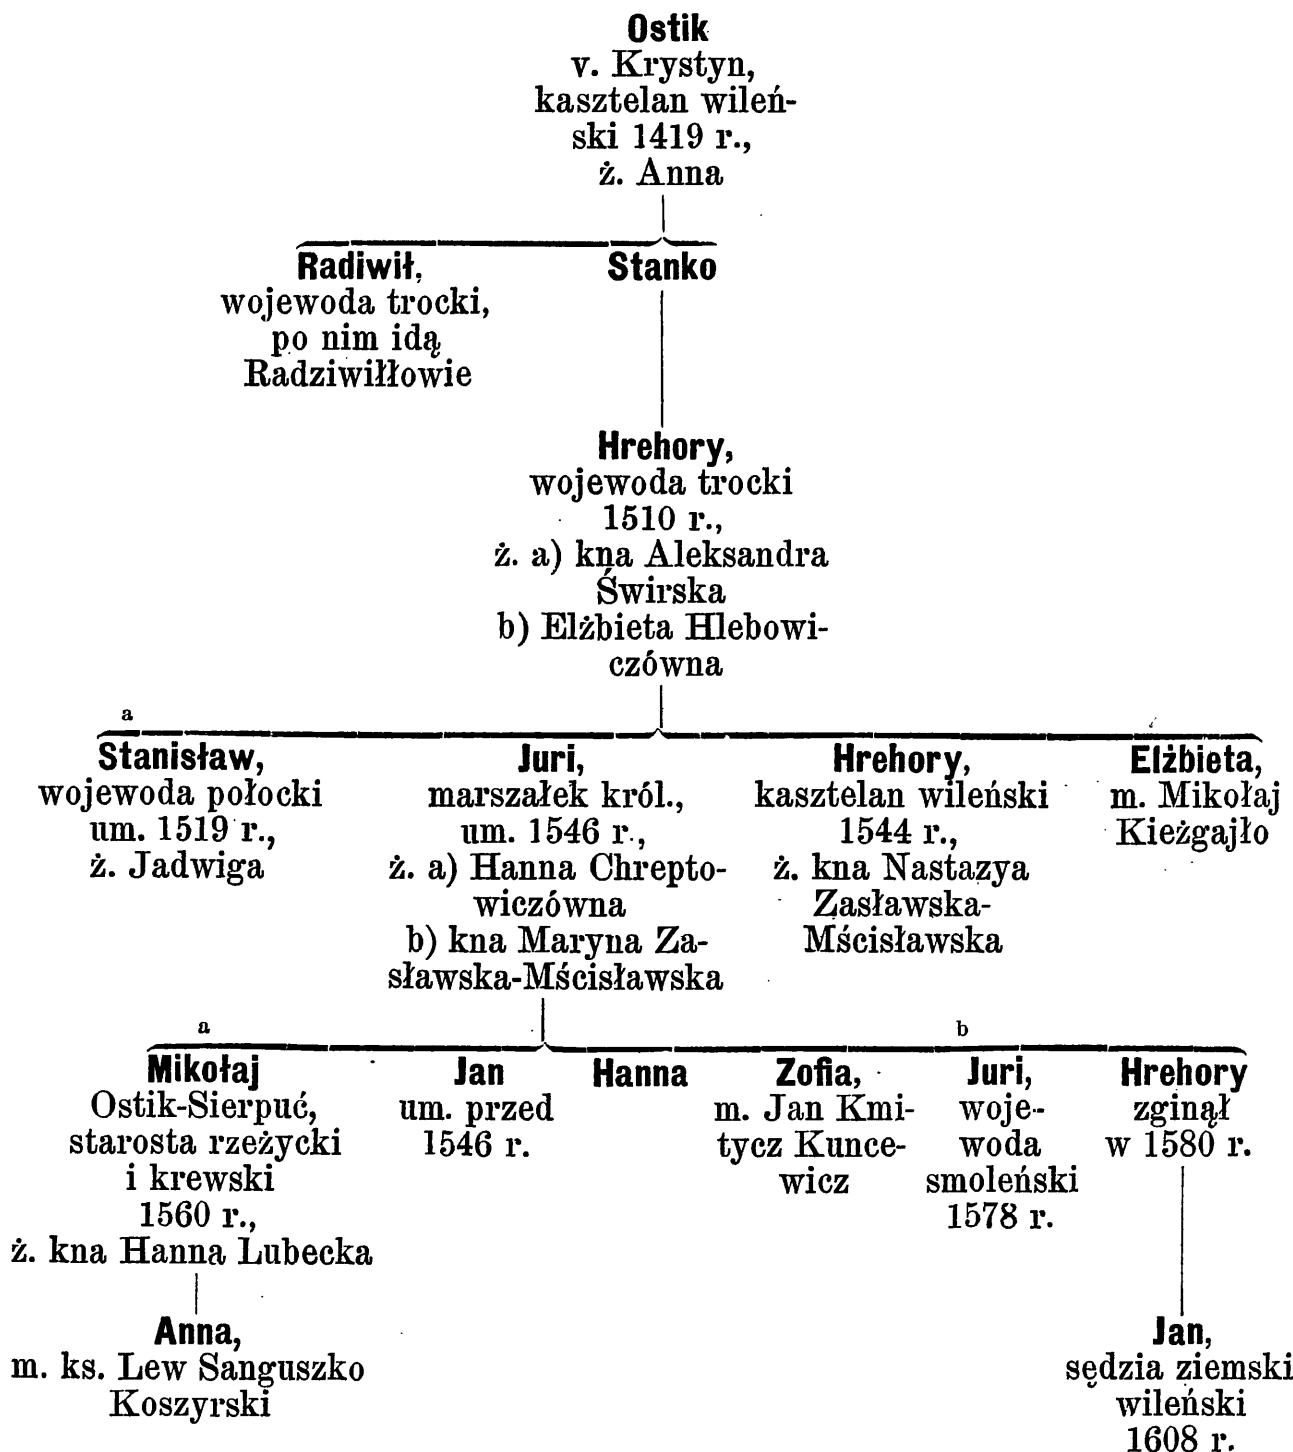 Ostik
v. Krystyn,
kasztelan wileń-
ski 1419 r.,
ż. Anna
Radiwił,
wojewoda trocki,
po nim idą
Radziwiłłowie
Stanko
Hrehory,
wojewoda trocki
1510 r.,
ż. a) kna Aleksandra
Świrska
b) Elżbieta Hlebowi-
czówna
a
Stanisław,
wojewoda połocki
um. 1519 r.,
ż. Jadwiga
Juri,
marszałek król.,
um. 1546 r.,
ż. a) Hanna Chrepto-
wiczówna
b) kna Maryna Za-
sławska-Mścisławska
Hrehory,
kasztelan wileński
1544 r.,
ż. kna Nastazya
Zasławska-
Mścisławska
Elżbieta,
m. Mikołaj
Kieżgajło
a
b
Mikołaj
Ostik-Sierpuć,
starosta rzeżycki
i krewski
1560 r.,
ż. kna Hanna Lubecka
Jan
um. przed
1546 r.
Hanna
Zofia,
m. Jan Kmi-
tycz Kunce-
wicz
Juri,
woje-
woda
smoleński
1578 r.
Hrehory
zginął
w 1580 r.
Anna,
m. ks. Lew Sanguszko
Koszyrski
Jan,
sędzia ziemski
wileński
1608 r.